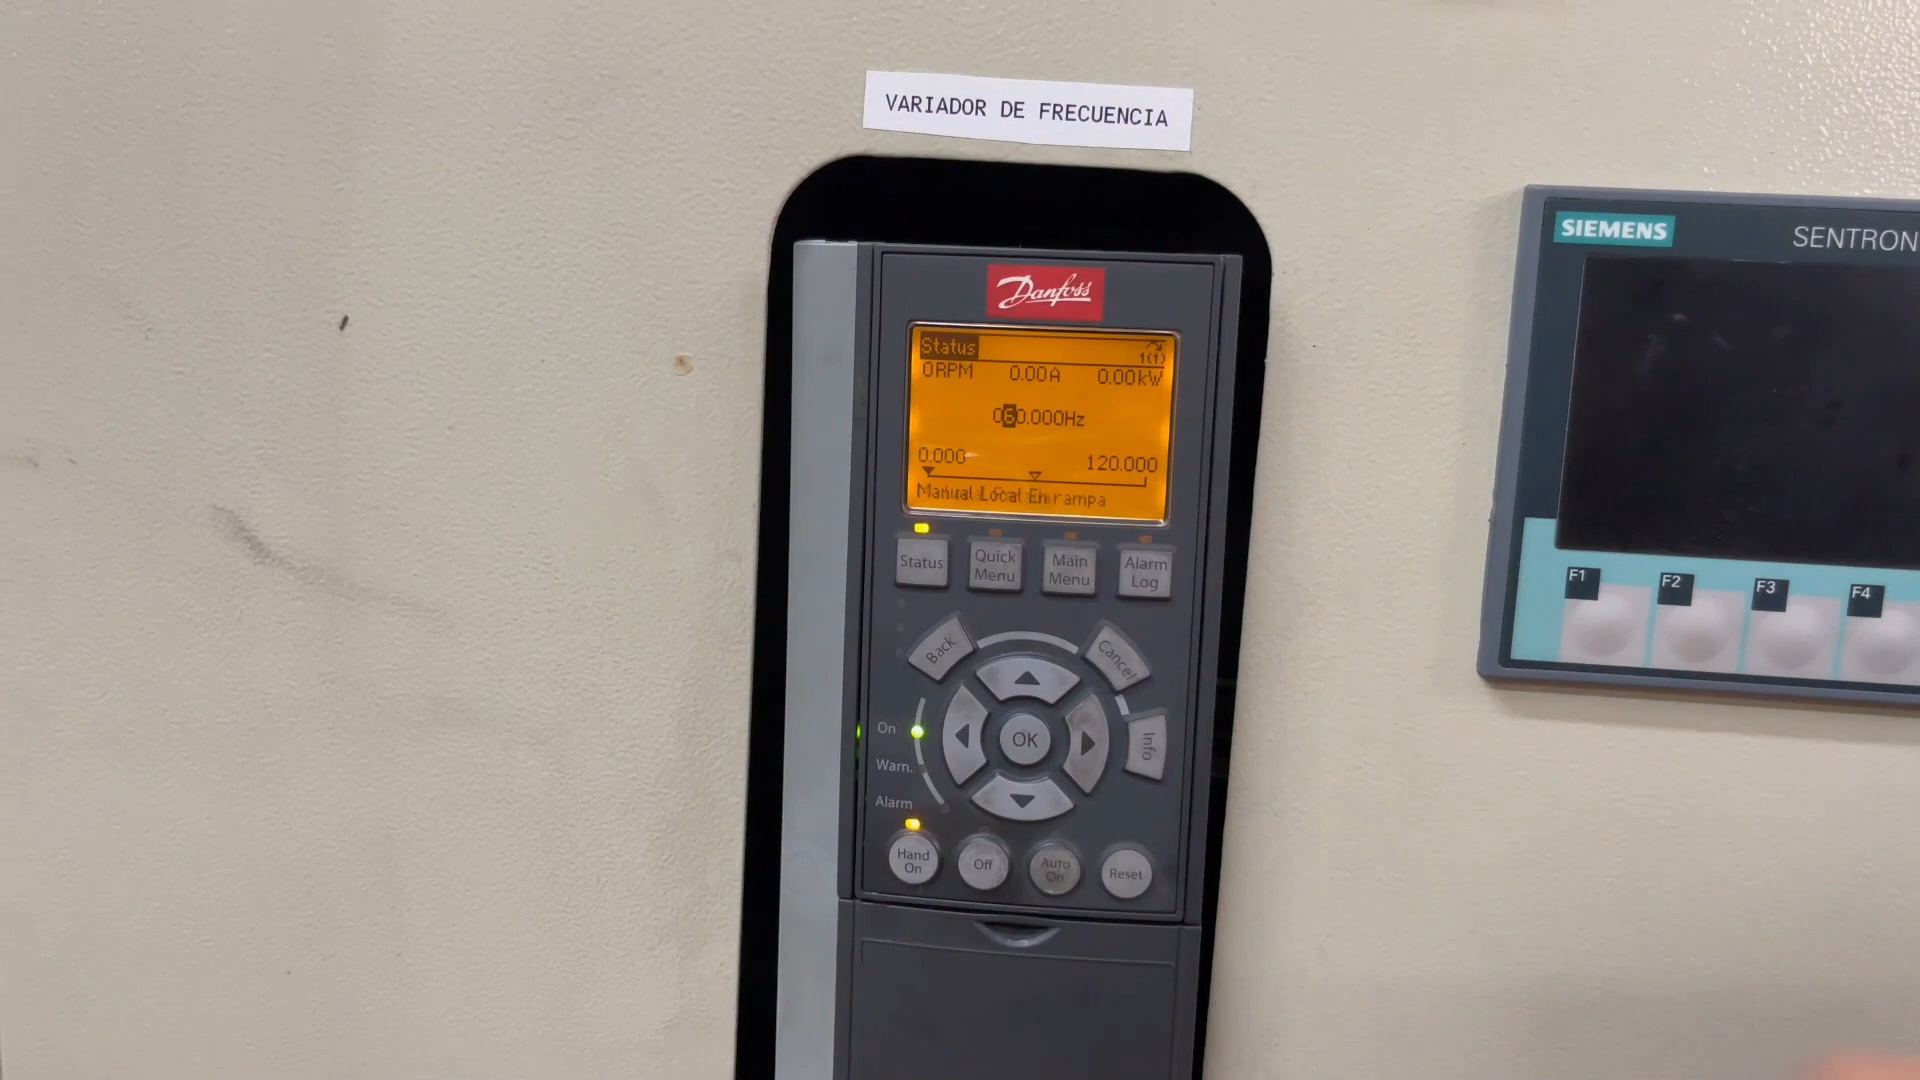 VARIADOR DE FRECUENCIA
Danfoss
Status
1(1)
0RPM 0.00A 0.00kW
060.000Hz
0.000 120.000
Manual Local En rampa
Status
Quick Menu
Main Menu
Alarm Log
Back
Cancel
Info
OK
On
Warn.
Alarm
Hand On
Off
Auto On
Reset
SIEMENS
SENTRON
F1
F2
F3
F4